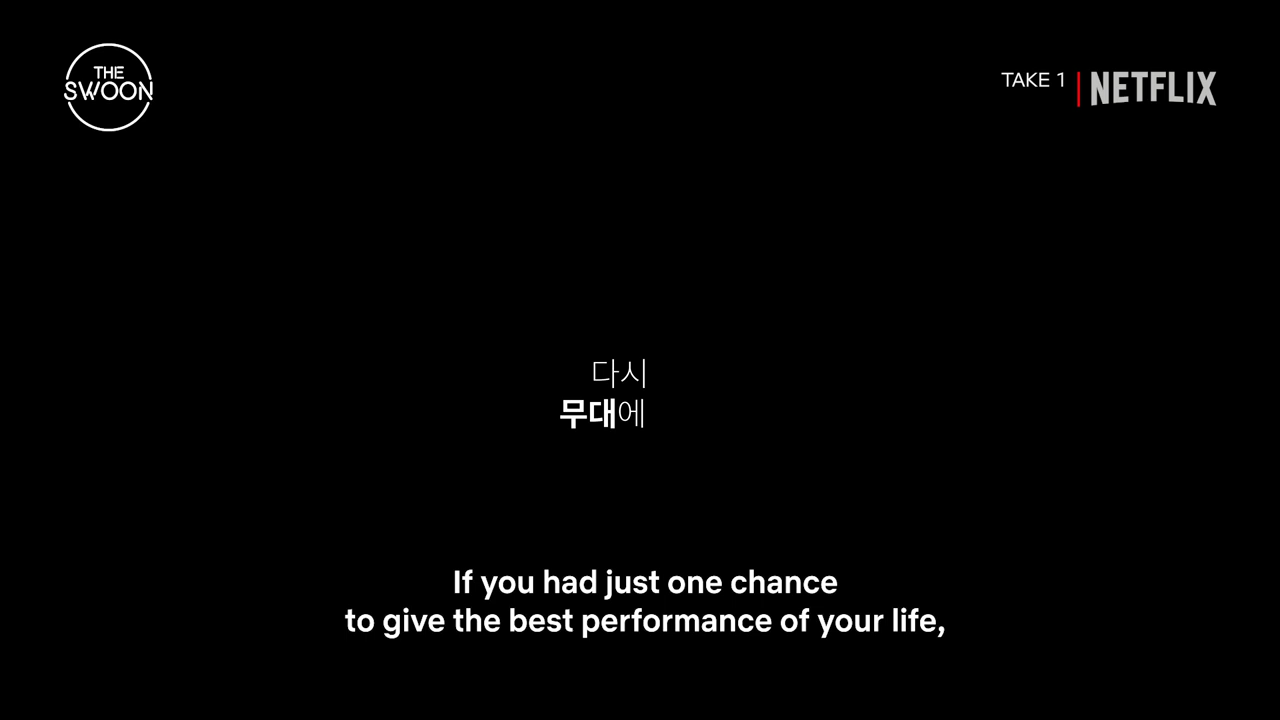 THE
SWOON
TAKE 1
NETFLIX
다시
무대에
If you had just one chance
to give the best performance of your life,